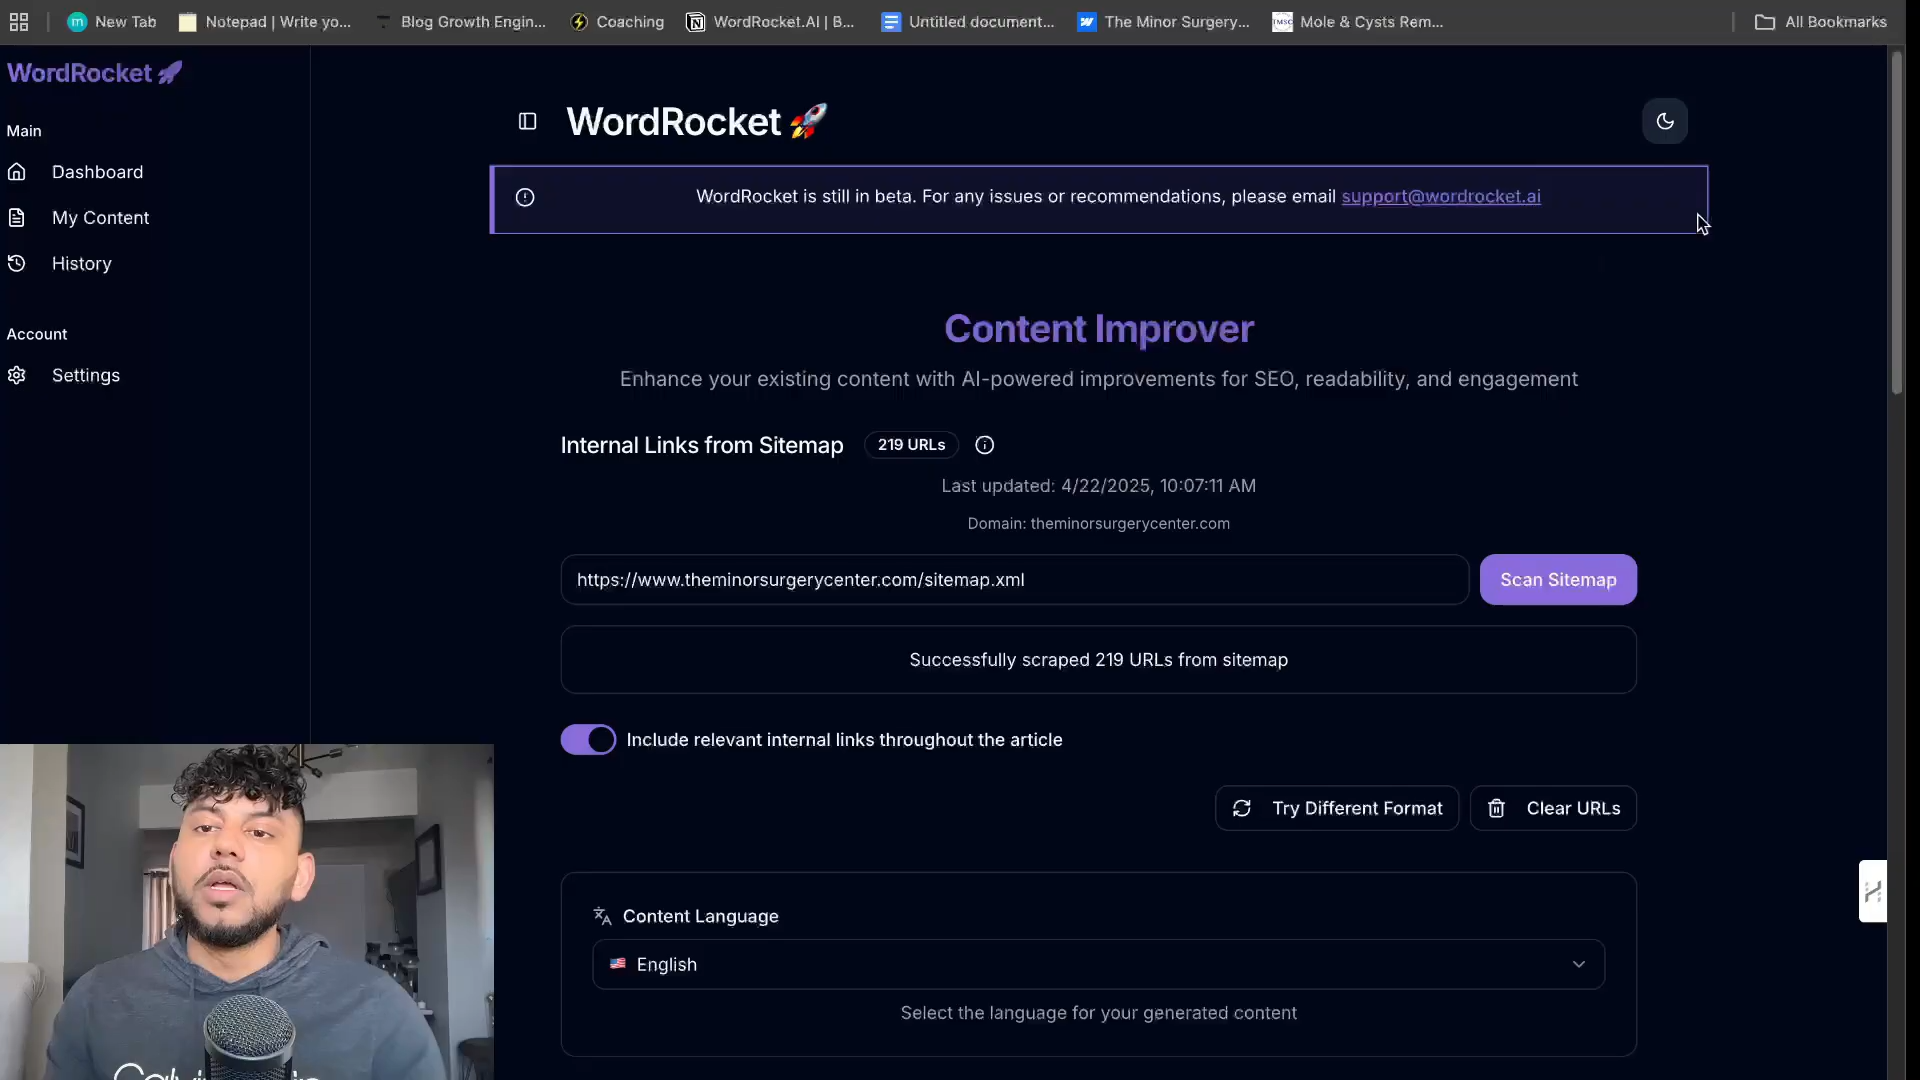 New Tab
Notepad | Write yo...
Blog Growth Engin...
Coaching
WordRocket.AI | B...
Untitled document...
The Minor Surgery...
Mole & Cysts Rem...
All Bookmarks
WordRocket
Main
Dashboard
My Content
History
Account
Settings
WordRocket
WordRocket is still in beta. For any issues or recommendations, please email support@wordrocket.ai
Content Improver
Enhance your existing content with AI-powered improvements for SEO, readability, and engagement
Internal Links from Sitemap 219 URLs
Last updated: 4/22/2025, 10:07:11 AM
Domain: theminorsurgerycenter.com
https://www.theminorsurgerycenter.com/sitemap.xml
Scan Sitemap
Successfully scraped 219 URLs from sitemap
Include relevant internal links throughout the article
Try Different Format
Clear URLs
Content Language
English
Select the language for your generated content